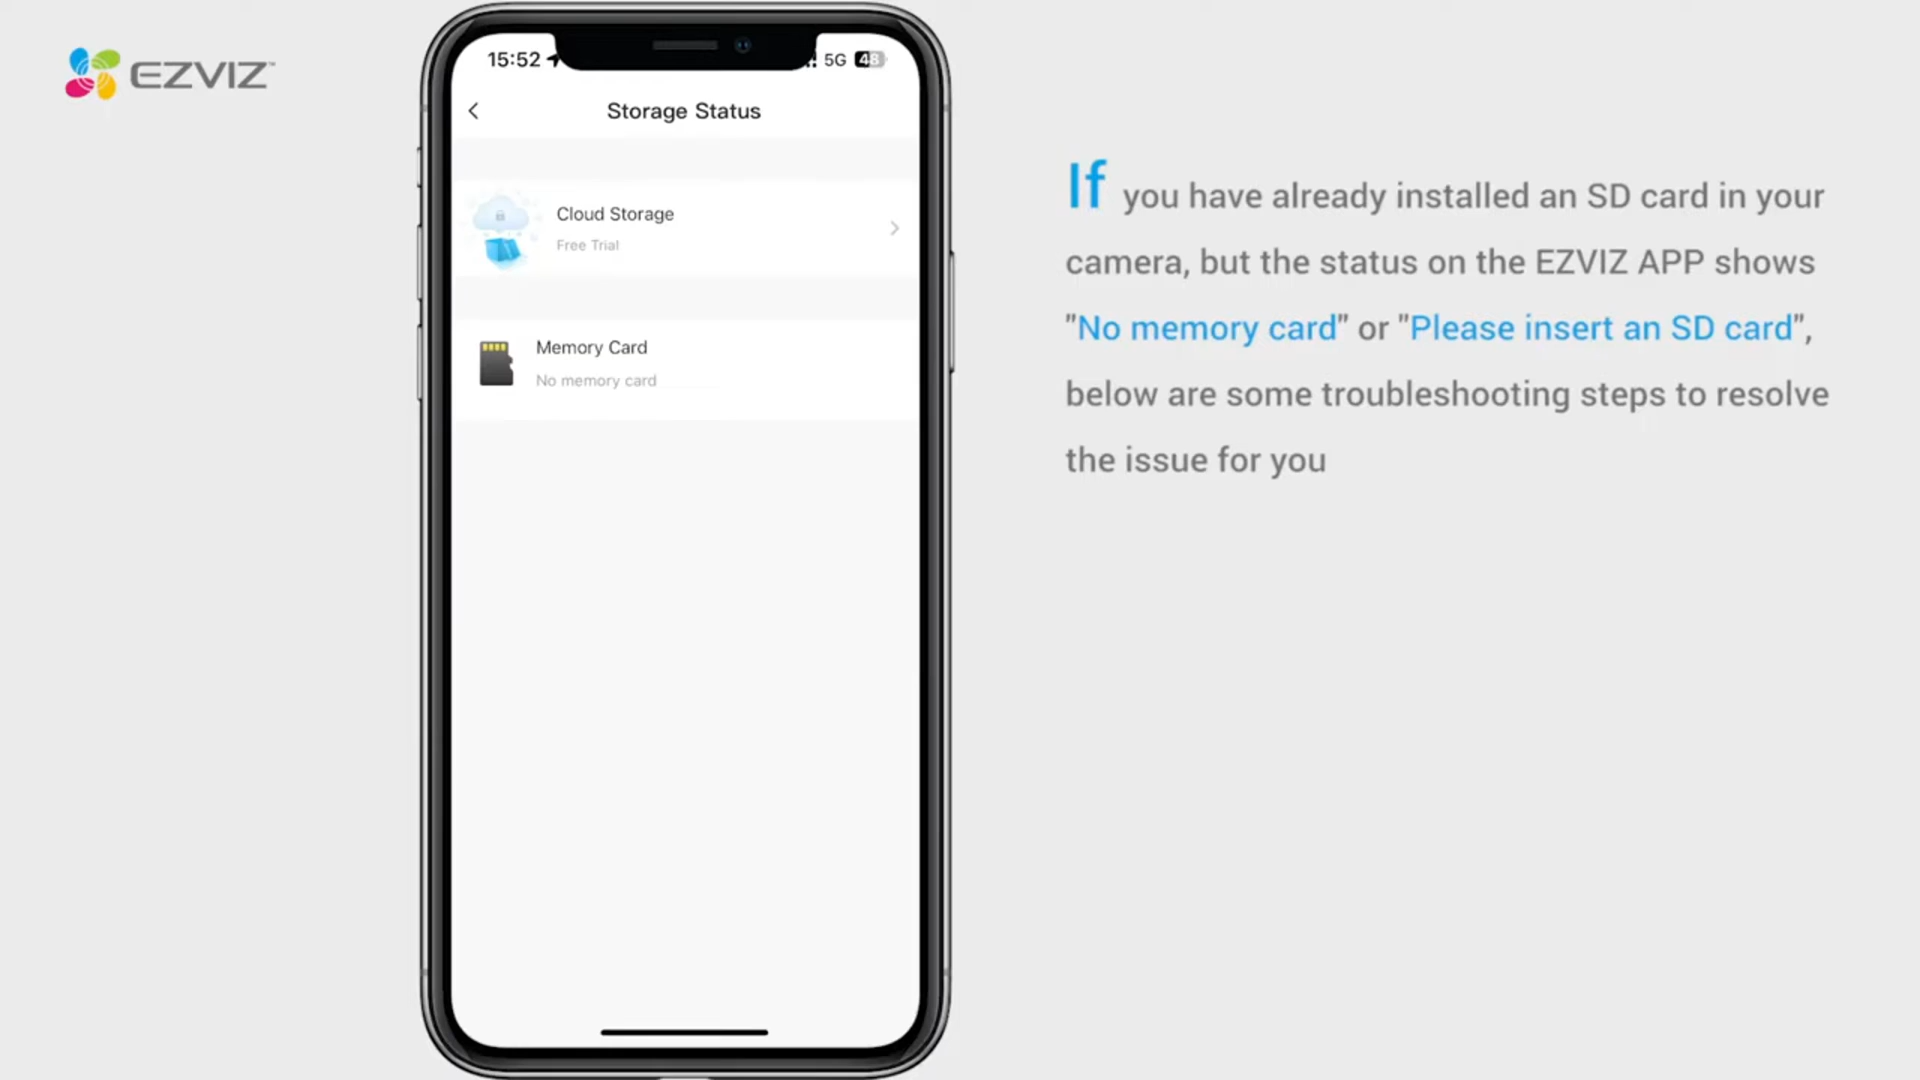 EZVIZ™
15:52
5G
48
Storage Status
Cloud Storage
Free Trial
Memory Card
No memory card
If you have already installed an SD card in your
camera, but the status on the EZVIZ APP shows
"No memory card" or "Please insert an SD card",
below are some troubleshooting steps to resolve
the issue for you